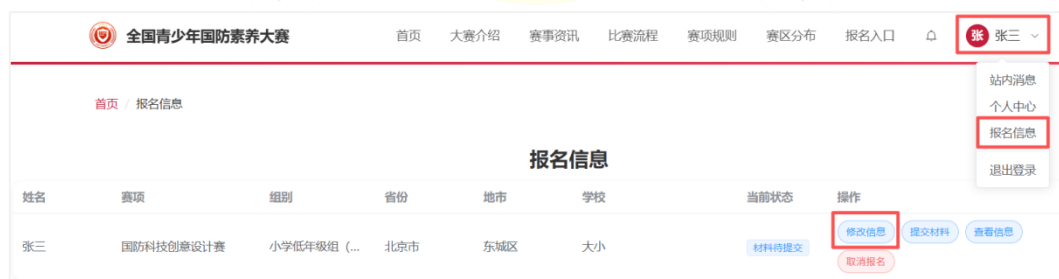 全国青少年国防素养大赛 首页 大赛介绍 赛事资讯 比赛流程 赛项规则 赛区分布 报名入口 张 张三
站内消息
个人中心
报名信息
退出登录
首页 / 报名信息
报名信息
姓名 赛项 组别 省份 地市 学校 当前状态 操作
张三 国防科技创意设计赛 小学低年级组 (... 北京市 东城区 大小 材料待提交 修改信息 提交材料 查看信息
取消报名